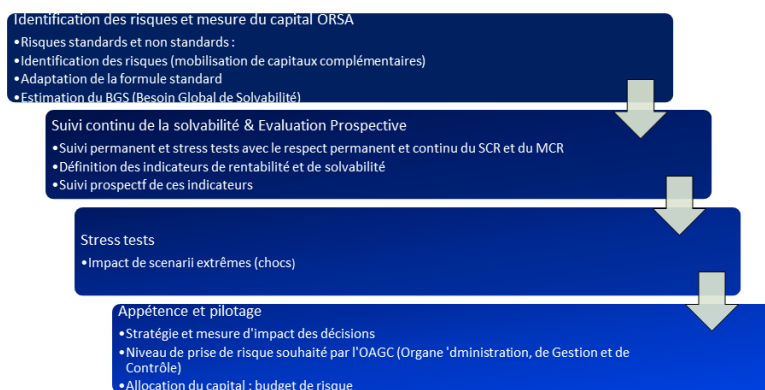 Identification des risques et mesure du capital ORSA
•Risques standards et non standards :
•Identification des risques (mobilisation de capitaux complémentaires)
•Adaptation de la formule standard
•Estimation du BGS (Besoin Global de Solvabilité)
Suivi continu de la solvabilité & Evaluation Prospective
•Suivi permanent et stress tests avec le respect permanent et continu du SCR et du MCR
•Définition des indicateurs de rentabilité et de solvabilité
•Suivi prospectf de ces indicateurs
Stress tests
•Impact de scenarii extrêmes (chocs)
Appétence et pilotage
•Stratégie et mesure d'impact des décisions
•Niveau de prise de risque souhaité par l'OAGC (Organe 'dministration, de Gestion et de
Contrôle)
•Allocation du capital : budget de risque